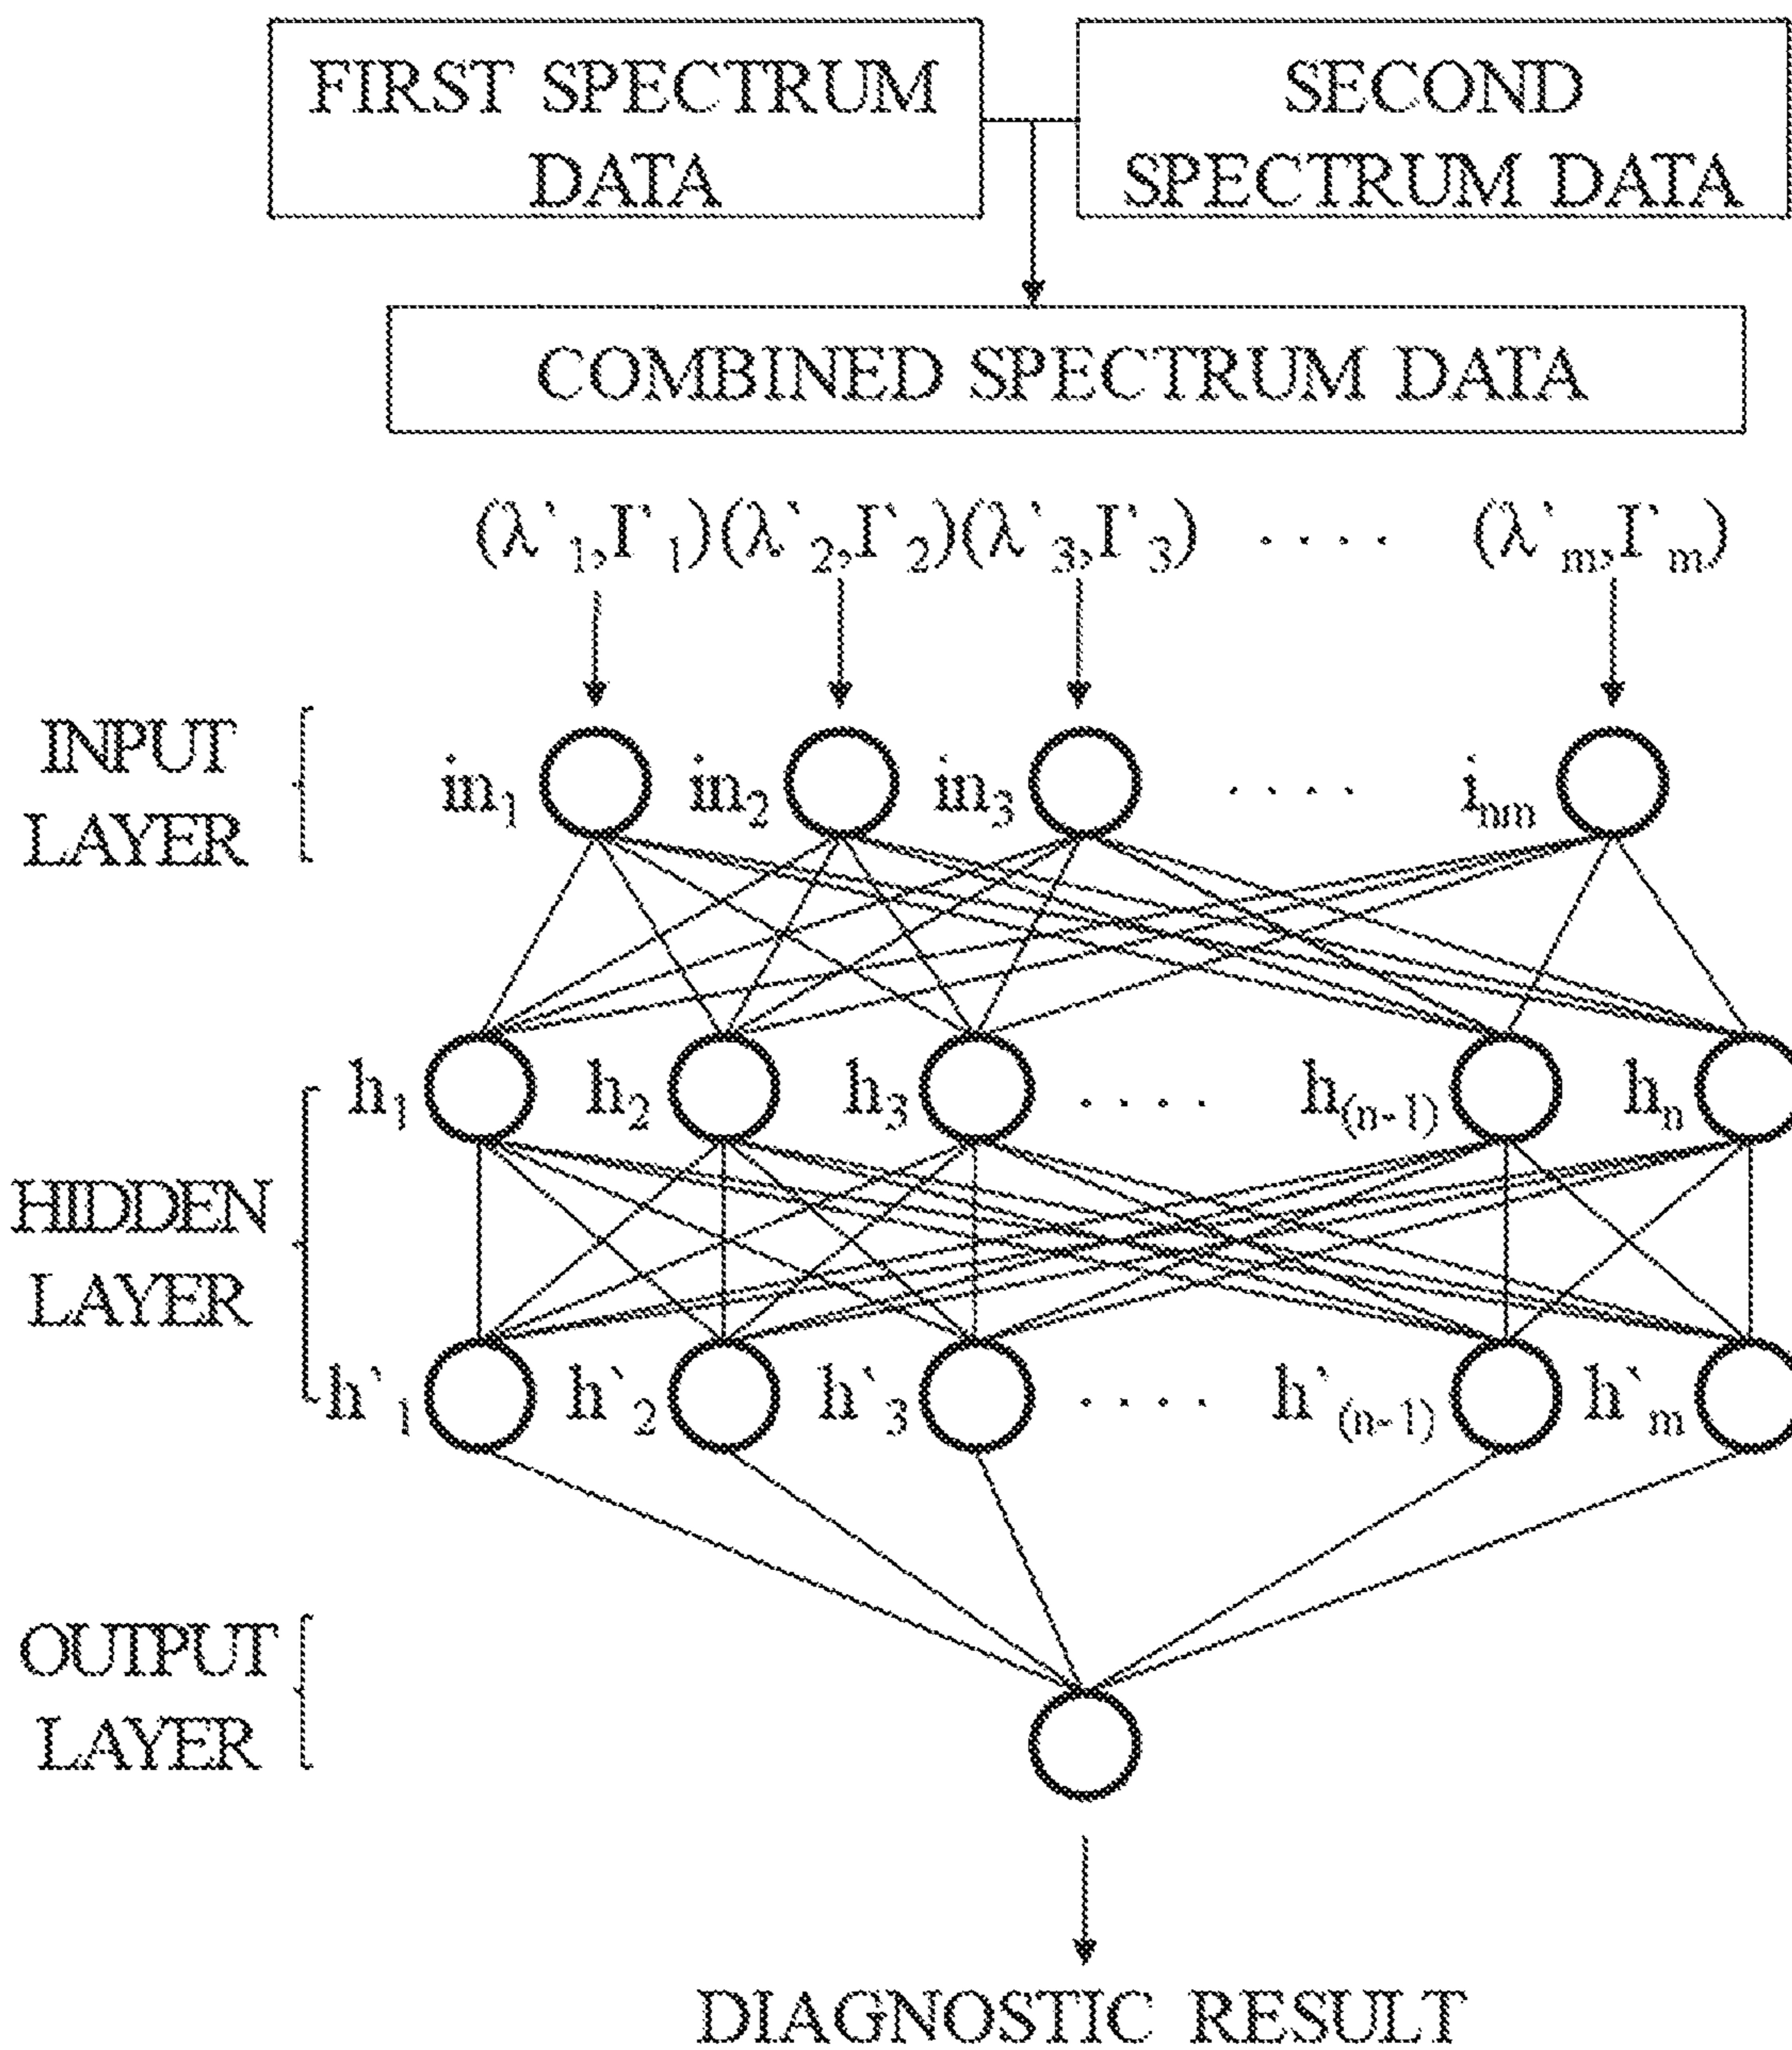 FIRST SPECTRUM
DATA
SECOND
SPECTRUM DATA
COMBINED SPECTRUM DATA
(λ`₁,I`₁)(λ`₂,I`₂)(λ`₃,I`₃) . . . . (λ`ₘ,I`ₘ)
INPUT
LAYER
in₁ in₂ in₃ . . . . iₙₘ
h₁ h₂ h₃ . . . . h₍ₙ₋₁₎ hₙ
HIDDEN
LAYER
h`₁ h`₂ h`₃ . . . . h`₍ₙ₋₁₎ h`ₘ
OUTPUT
LAYER
DIAGNOSTIC RESULT